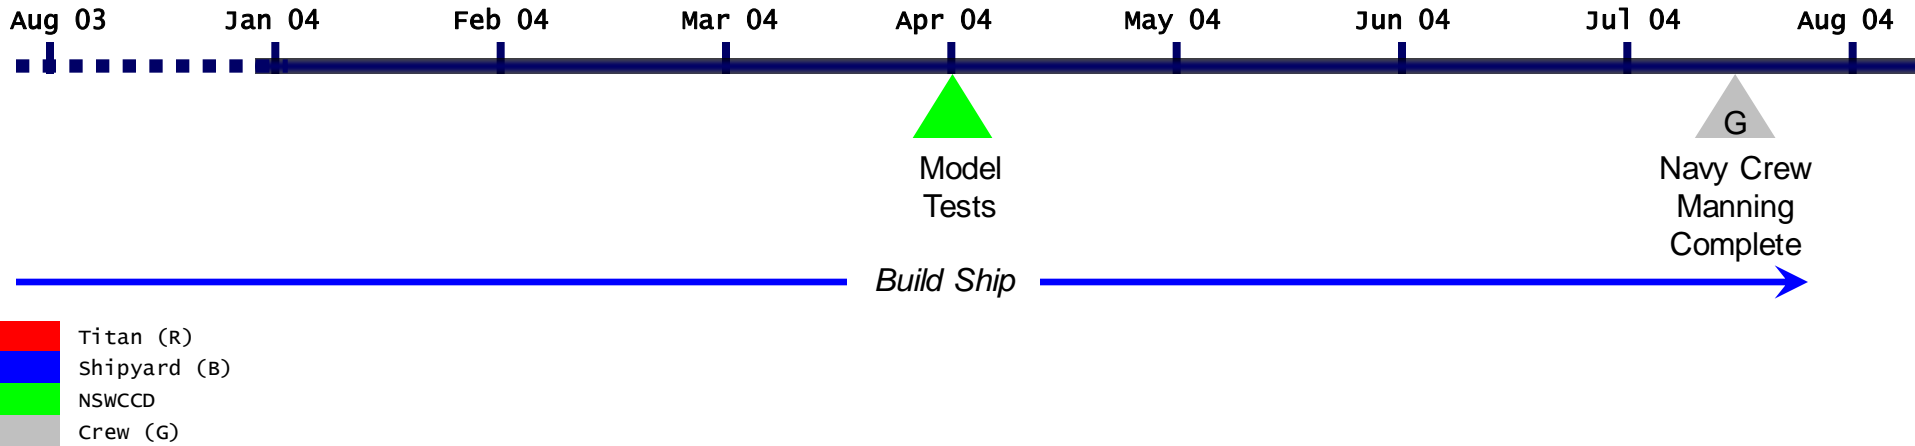 Aug 03 Jan 04 Feb 04 Mar 04 Apr 04 May 04 Jun 04 Jul 04 Aug 04
G
Model
Tests
Navy Crew
Manning
Complete
Build Ship
Titan (R)
Shipyard (B)
NSWCCD
Crew (G)